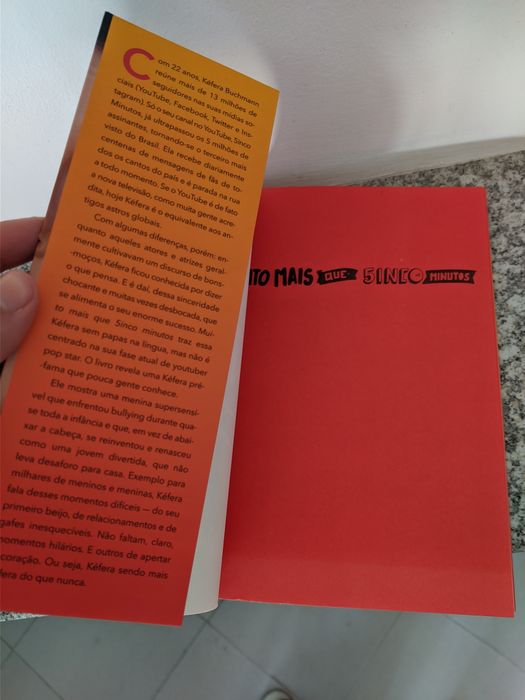 Com 22 anos, Kéfera Buchmann
reúne mais de 13 milhões de
seguidores nas suas mídias so-
ciais (YouTube, Facebook, Twitter e Ins-
tagram). Só o seu canal no YouTube, 5inco
Minutos, já ultrapassou os 5 milhões de
assinantes, tornando-se o terceiro mais
visto do Brasil. Ela recebe diariamente
centenas de mensagens de fãs de to-
dos os cantos do país e é parada na rua
a todo momento. Se o YouTube é de fato
a nova televisão, como muita gente acre-
dita, hoje Kéfera é o equivalente aos an-
tigos astros globais.
Com algumas diferenças, porém: en-
quanto aqueles atores e atrizes geral-
mente cultivavam um discurso de bons-
-moços, Kéfera ficou conhecida por dizer
o que pensa. E é daí, dessa sinceridade
chocante e muitas vezes desbocada, que
se alimenta o seu enorme sucesso. Mui-
to mais que 5inco minutos traz essa
Kéfera sem papas na língua, mas não é
centrado na sua fase atual de youtuber
pop star. O livro revela uma Kéfera pré-
-fama que pouca gente conhece.
Ele mostra uma menina supersensí-
vel que enfrentou bullying durante qua-
se toda a infância e que, em vez de abai-
xar a cabeça, se reinventou e renasceu
como uma jovem divertida, que não
leva desaforo para casa. Exemplo para
milhares de meninos e meninas, Kéfera
fala desses momentos difíceis — do seu
primeiro beijo, de relacionamentos e de
gafes inesquecíveis. Não faltam, claro,
momentos hilários. E outros de apertar
coração. Ou seja, Kéfera sendo mais
fera do que nunca.
ITO MAIS QUE 5INCO MINUTOS